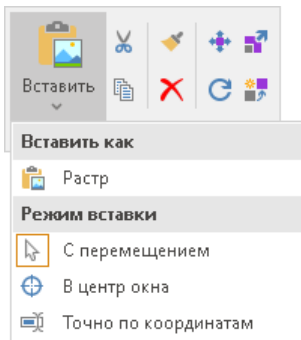 Вставить
Вставить как
Растр
Режим вставки
С перемещением
В центр окна
Точно по координатам